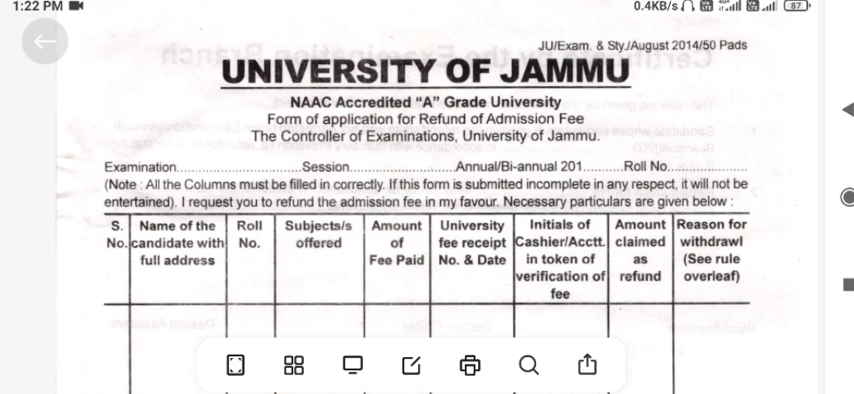 1:22 PM
0.4KB/s
87
JU/Exam. & Sty./August 2014/50 Pads
UNIVERSITY OF JAMMU
NAAC Accredited “A” Grade University
Form of application for Refund of Admission Fee
The Controller of Examinations, University of Jammu.
Examination..............................Session..........................Annual/Bi-annual 201..........Roll No....................
(Note : All the Columns must be filled in correctly. If this form is submitted incomplete in any respect, it will not be
entertained). I request you to refund the admission fee in my favour. Necessary particulars are given below :
S. No.
Name of the candidate with full address
Roll No.
Subjects/s offered
Amount of Fee Paid
University fee receipt No. & Date
Initials of Cashier/Acctt. in token of verification of fee
Amount claimed as refund
Reason for withdrawl (See rule overleaf)